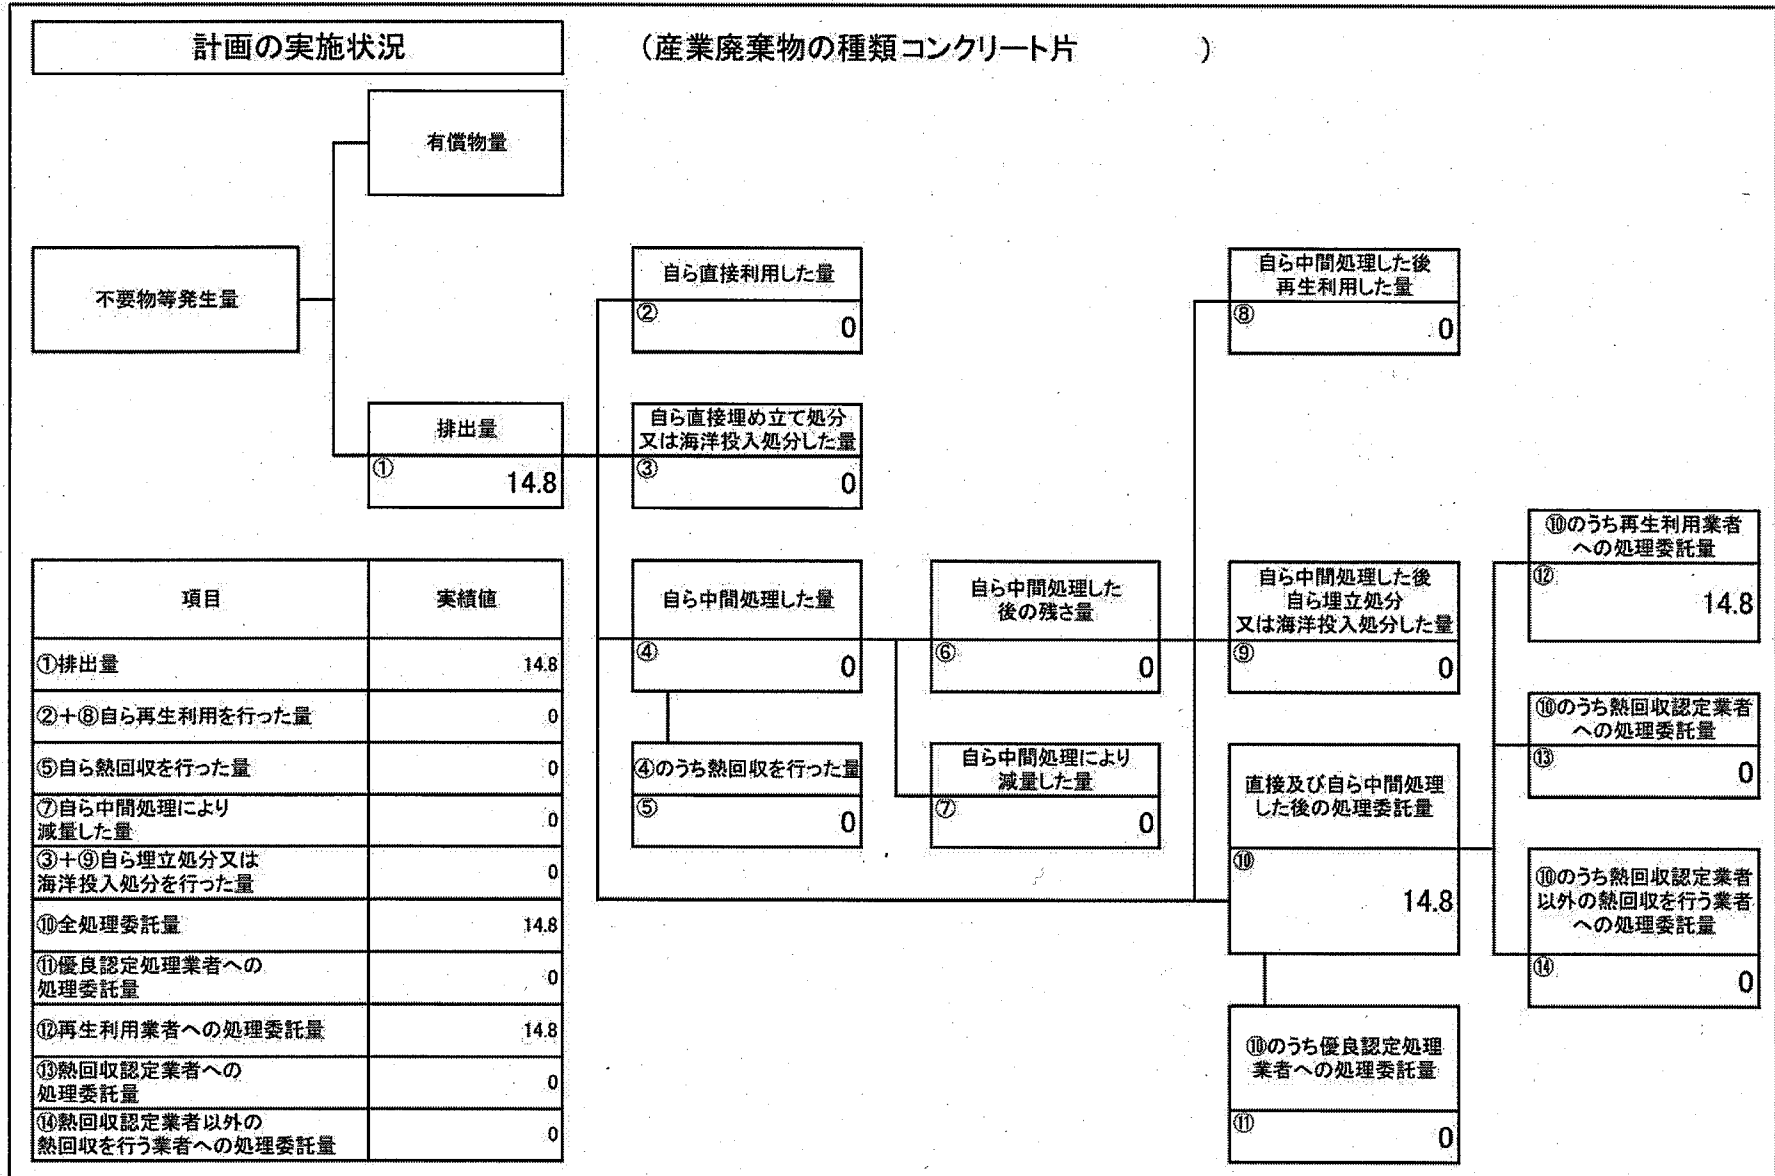 計画の実施状況
（産業廃棄物の種類コンクリート片　　　　）
有償物量
不要物等発生量
排出量
①
14.8
自ら直接利用した量
②
0
自ら直接埋め立て処分
又は海洋投入処分した量
③
0
自ら中間処理した量
④
0
④のうち熱回収を行った量
⑤
0
自ら中間処理した
後の残さ量
⑥
0
自ら中間処理により
減量した量
⑦
0
自ら中間処理した後
再生利用した量
⑧
0
自ら中間処理した後
自ら埋立処分
又は海洋投入処分した量
⑨
0
直接及び自ら中間処理
した後の処理委託量
⑩
14.8
⑩のうち優良認定処理
業者への処理委託量
⑪
0
⑩のうち再生利用業者
への処理委託量
⑫
14.8
⑩のうち熱回収認定業者
への処理委託量
⑬
0
⑩のうち熱回収認定業者
以外の熱回収を行う業者
への処理委託量
⑭
0
項目 実績値
①排出量 14.8
②＋⑧自ら再生利用を行った量 0
⑤自ら熱回収を行った量 0
⑦自ら中間処理により
減量した量 0
③＋⑨自ら埋立処分又は
海洋投入処分を行った量 0
⑩全処理委託量 14.8
⑪優良認定処理業者への
処理委託量 0
⑫再生利用業者への処理委託量 14.8
⑬熱回収認定業者への
処理委託量 0
⑭熱回収認定業者以外の
熱回収を行う業者への処理委託量 0